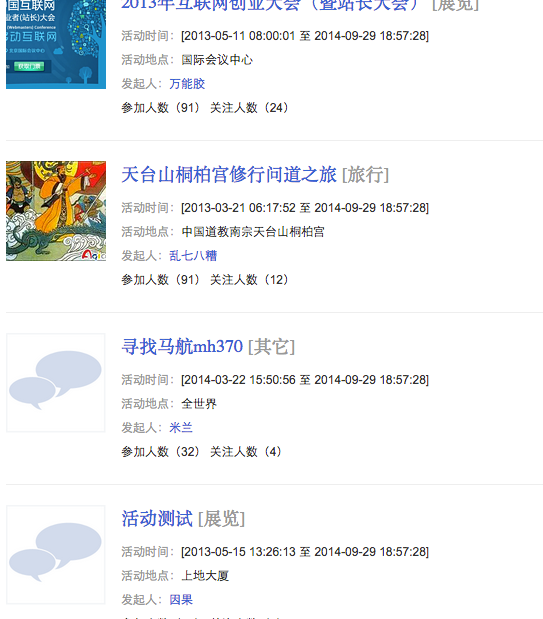 国互联网
业者(站长)大会
(Webmasters) Conference
多动互联网
获取门票
2013年互联网创业大会（暨站长大会） [展览]
活动时间：[2013-05-11 08:00:01 至 2014-09-29 18:57:28]
活动地点：国际会议中心
发起人：万能胶
参加人数（91） 关注人数（24）
天台山桐柏宫修行问道之旅 [旅行]
活动时间：[2013-03-21 06:17:52 至 2014-09-29 18:57:28]
活动地点：中国道教南宗天台山桐柏宫
发起人：乱七八糟
参加人数（91） 关注人数（12）
寻找马航mh370 [其它]
活动时间：[2014-03-22 15:50:56 至 2014-09-29 18:57:28]
活动地点：全世界
发起人：米兰
参加人数（32） 关注人数（4）
活动测试 [展览]
活动时间：[2013-05-15 13:26:13 至 2014-09-29 18:57:28]
活动地点：上地大厦
发起人：因果